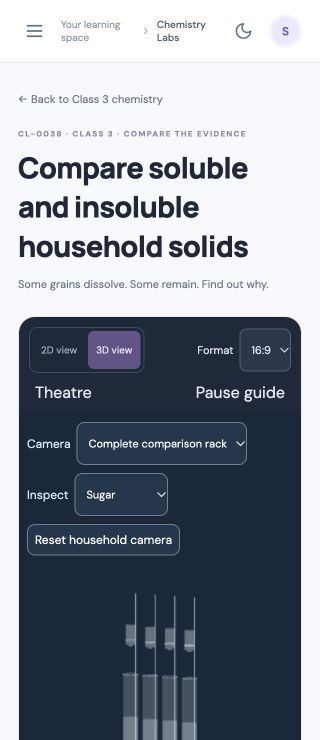 Your learning space
Chemistry Labs
S
← Back to Class 3 chemistry
CL-0038 · CLASS 3 · COMPARE THE EVIDENCE
Compare soluble
and insoluble
household solids
Some grains dissolve. Some remain. Find out why.
2D view
3D view
Format
16:9
Theatre
Pause guide
Camera
Complete comparison rack
Inspect
Sugar
Reset household camera